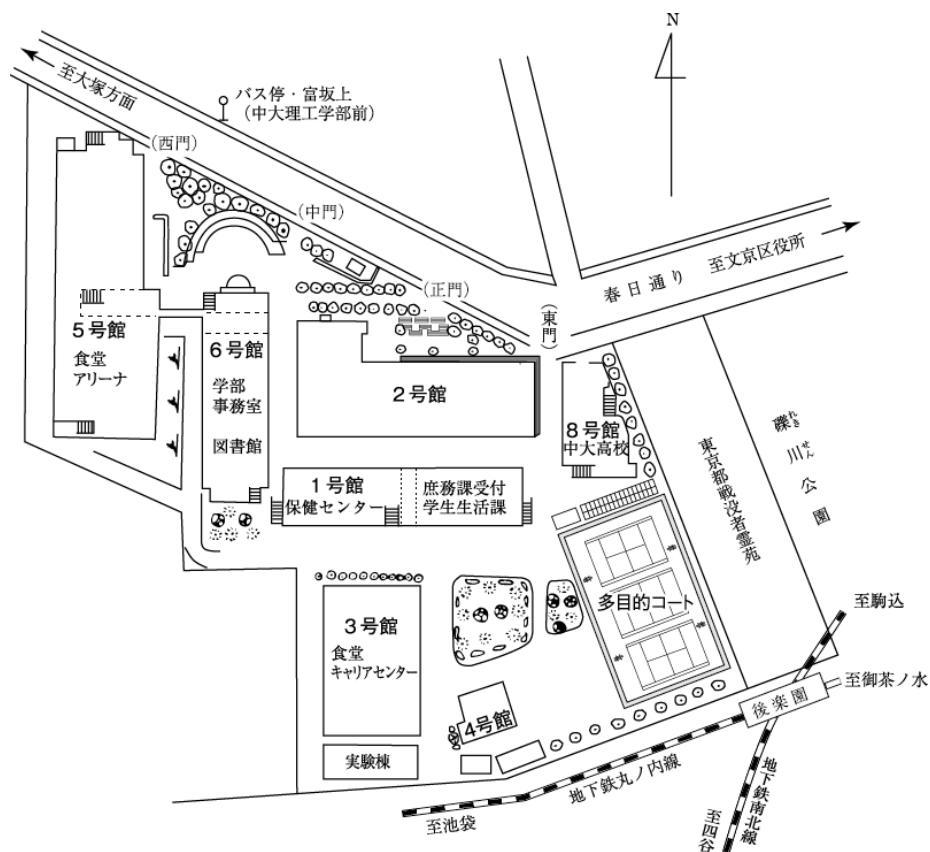 N
至大塚方面
バス停・富坂上
(中大理工学部前)
(西門)
(中門)
(正門)
(東門)
春日通り
至文京区役所
5号館
食堂
アリーナ
6号館
学部
事務室
図書館
2号館
8号館
中大高校
1号館
保健センター
庶務課受付
学生生活課
東京都戦没者霊苑
礫川公園
れきせん
多目的コート
3号館
食堂
キャリアセンター
4号館
実験棟
至駒込
至御茶ノ水
後楽園
地下鉄丸ノ内線
至池袋
地下鉄南北線
至四谷